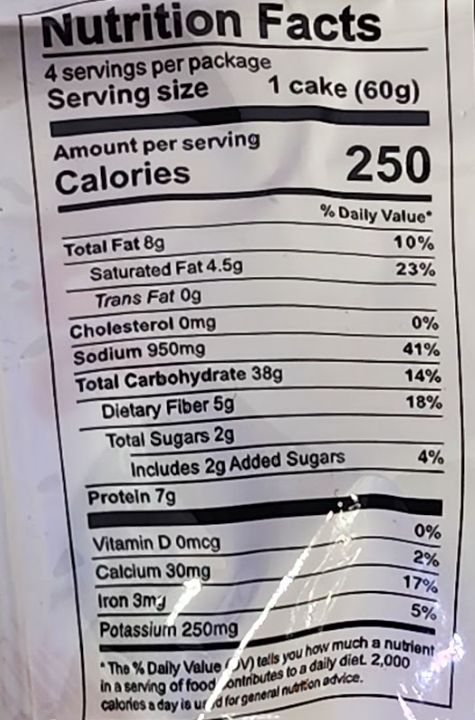 Nutrition Facts
4 servings per package
Serving size 1 cake (60g)
Amount per serving
Calories 250
% Daily Value*
Total Fat 8g 10%
Saturated Fat 4.5g 23%
Trans Fat 0g
Cholesterol 0mg 0%
Sodium 950mg 41%
Total Carbohydrate 38g 14%
Dietary Fiber 5g 18%
Total Sugars 2g
Includes 2g Added Sugars 4%
Protein 7g
Vitamin D 0mcg 0%
Calcium 30mg 2%
Iron 3mg 17%
Potassium 250mg 5%
*The % Daily Value (DV) tells you how much a nutrient
in a serving of food contributes to a daily diet. 2,000
calories a day is used for general nutrition advice.